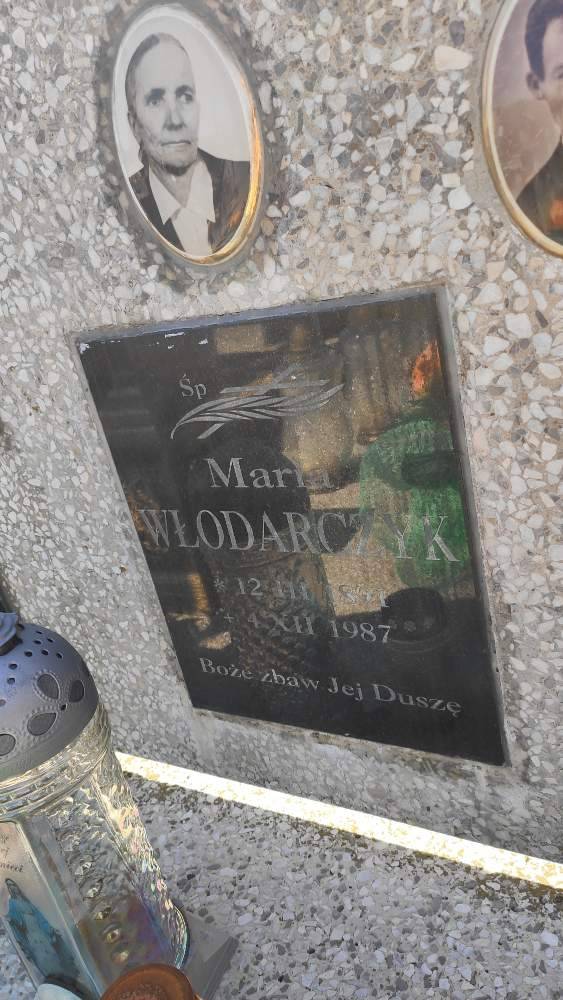 Śp
Maria
WŁODARCZYK
* 12 III
+ 4 XII 1987
Boże zbaw Jej Duszę